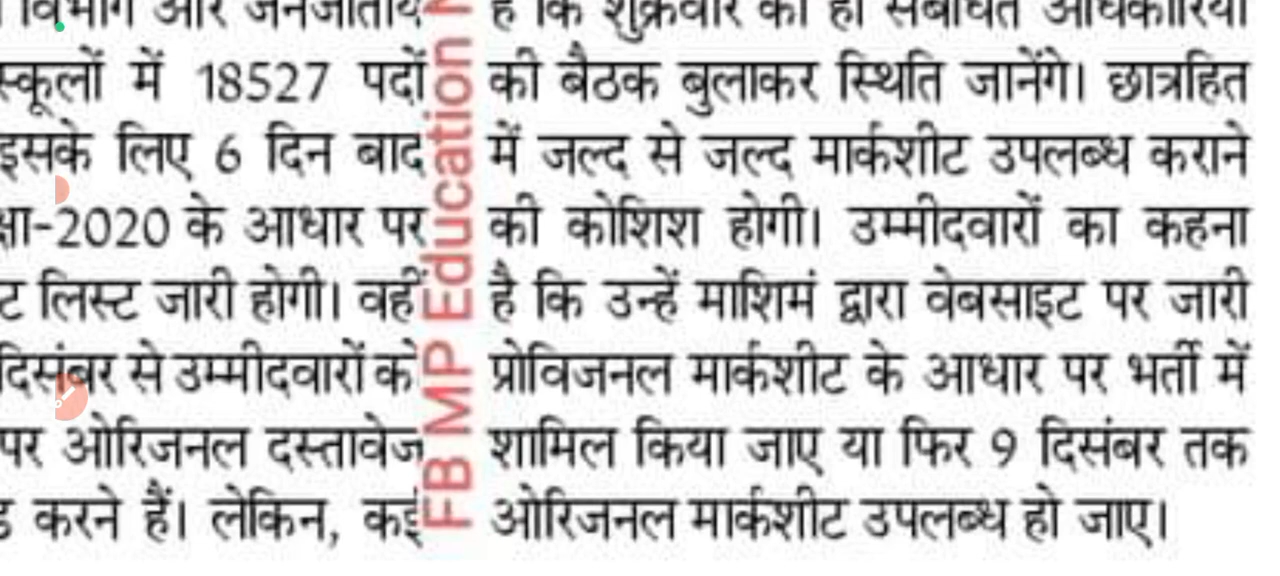 विभाग और जनजातीय
स्कूलों में 18527 पदों
इसके लिए 6 दिन बाद
क्षा-2020 के आधार पर
ट लिस्ट जारी होगी। वहीं
दिसंबर से उम्मीदवारों को
पर ओरिजनल दस्तावेज
ड करने हैं। लेकिन, कई
FB MP Education
है कि शुक्रवार को ही संबंधित अधिकारियों
की बैठक बुलाकर स्थिति जानेंगे। छात्रहित
में जल्द से जल्द मार्कशीट उपलब्ध कराने
की कोशिश होगी। उम्मीदवारों का कहना
है कि उन्हें माशिमं द्वारा वेबसाइट पर जारी
प्रोविजनल मार्कशीट के आधार पर भर्ती में
शामिल किया जाए या फिर 9 दिसंबर तक
ओरिजनल मार्कशीट उपलब्ध हो जाए।